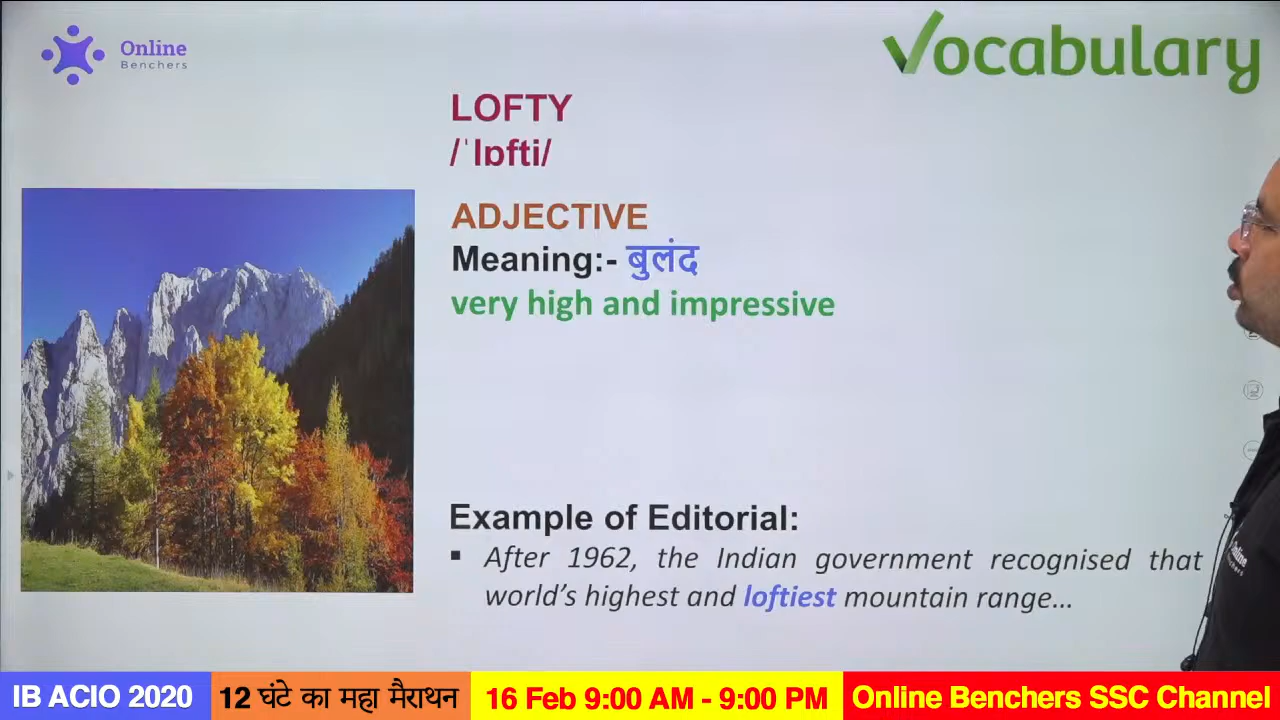 Online
Benchers
Vocabulary
LOFTY
/ˈlɒfti/
ADJECTIVE
Meaning:- बुलंद
very high and impressive
Example of Editorial:
▪ After 1962, the Indian government recognised that
world's highest and loftiest mountain range...
Online
Benchers
IB ACIO 2020
12 घंटे का महा मैराथन
16 Feb 9:00 AM - 9:00 PM
Online Benchers SSC Channel